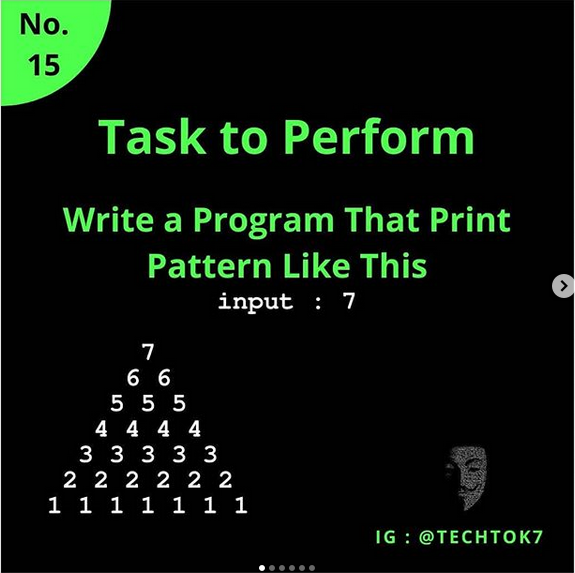 No.
15
Task to Perform
Write a Program That Print
Pattern Like This
input : 7
7
6 6
5 5 5
4 4 4 4
3 3 3 3 3
2 2 2 2 2 2
1 1 1 1 1 1 1
IG : @TECHTOK7